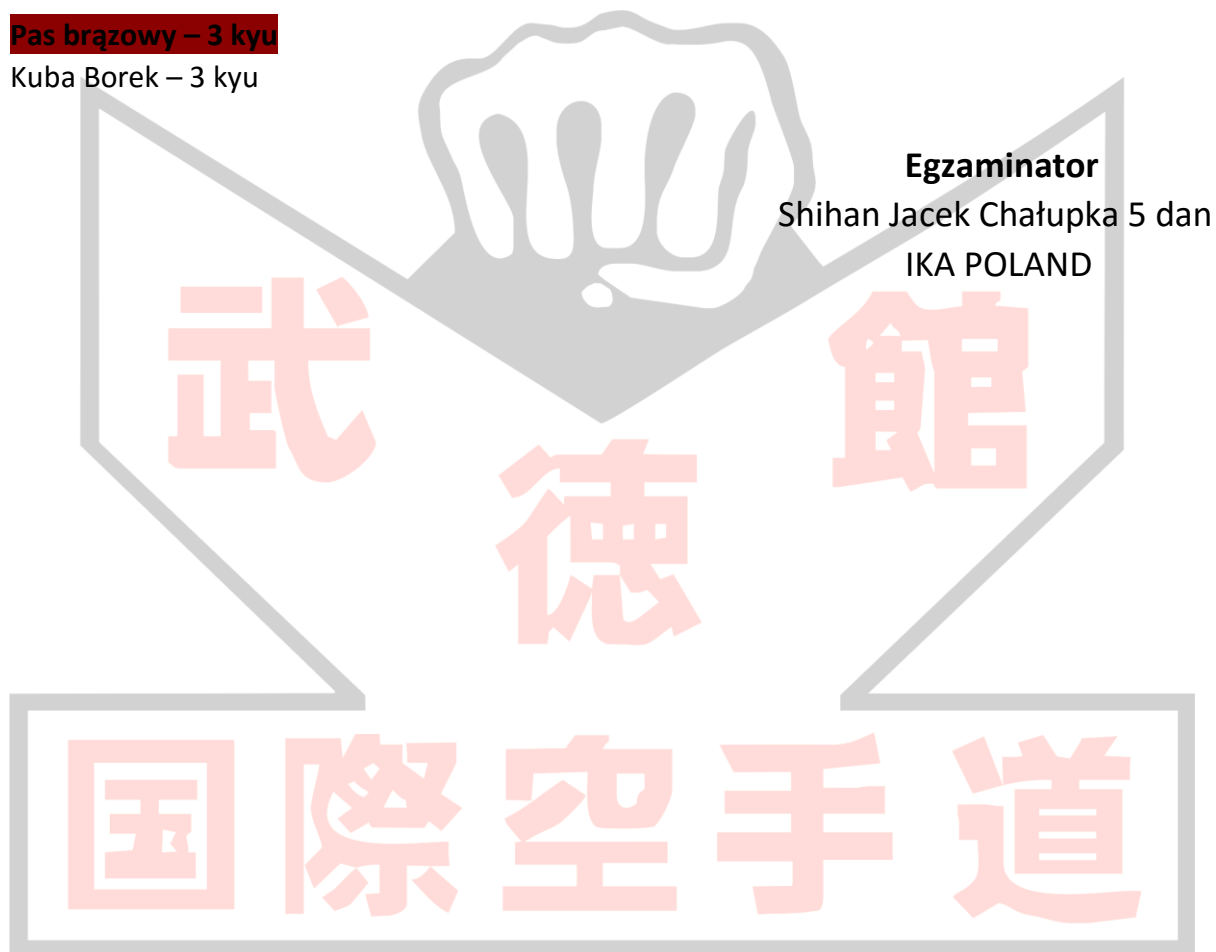 Pas brązowy – 3 kyu
Kuba Borek – 3 kyu
Egzaminator
Shihan Jacek Chałupka 5 dan
IKA POLAND
武徳館
国際空手道